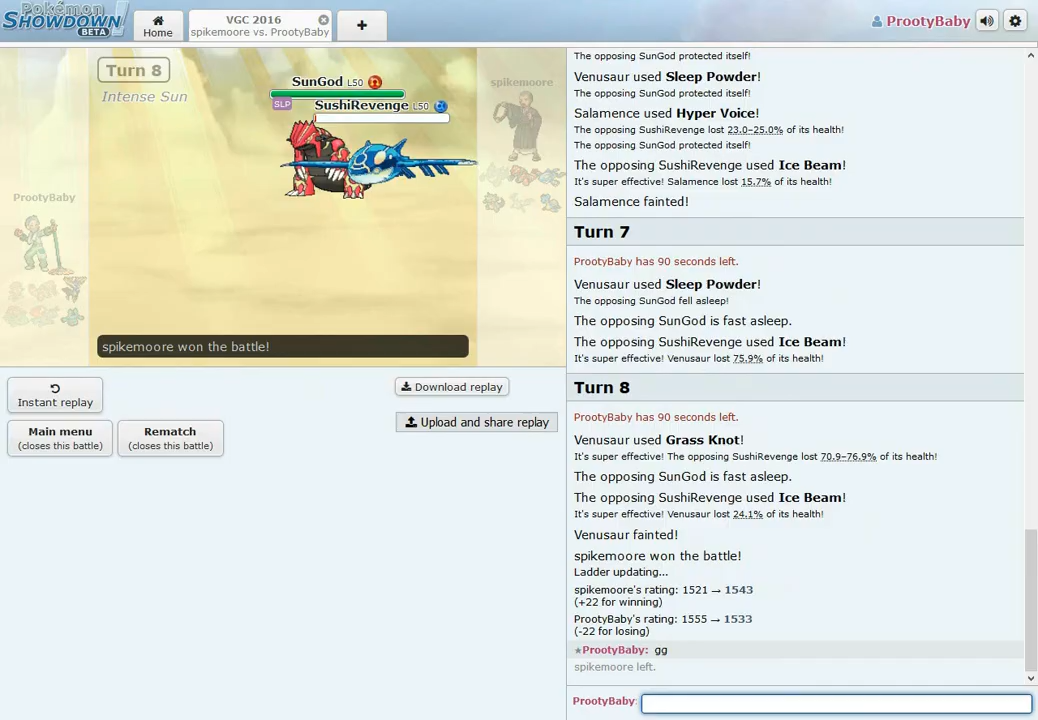 Pokémon
SHOWDOWN!
BETA
Home
VGC 2016
spikemoore vs. ProotyBaby
ProotyBaby
Turn 8
Intense Sun
SunGod L50
SLP
SushiRevenge L50
spikemoore
ProotyBaby
spikemoore won the battle!
Instant replay
Main menu
(closes this battle)
Rematch
(closes this battle)
Download replay
Upload and share replay
The opposing SunGod protected itself!
Venusaur used Sleep Powder!
The opposing SunGod protected itself!
Salamence used Hyper Voice!
The opposing SushiRevenge lost 23.0–25.0% of its health!
The opposing SunGod protected itself!
The opposing SushiRevenge used Ice Beam!
It's super effective! Salamence lost 15.7% of its health!
Salamence fainted!
Turn 7
ProotyBaby has 90 seconds left.
Venusaur used Sleep Powder!
The opposing SunGod fell asleep!
The opposing SunGod is fast asleep.
The opposing SushiRevenge used Ice Beam!
It's super effective! Venusaur lost 75.9% of its health!
Turn 8
ProotyBaby has 90 seconds left.
Venusaur used Grass Knot!
It's super effective! The opposing SushiRevenge lost 70.9–76.9% of its health!
The opposing SunGod is fast asleep.
The opposing SushiRevenge used Ice Beam!
It's super effective! Venusaur lost 24.1% of its health!
Venusaur fainted!
spikemoore won the battle!
Ladder updating...
spikemoore's rating: 1521 → 1543
(+22 for winning)
ProotyBaby's rating: 1555 → 1533
(-22 for losing)
★ProotyBaby: gg
spikemoore left.
ProotyBaby: